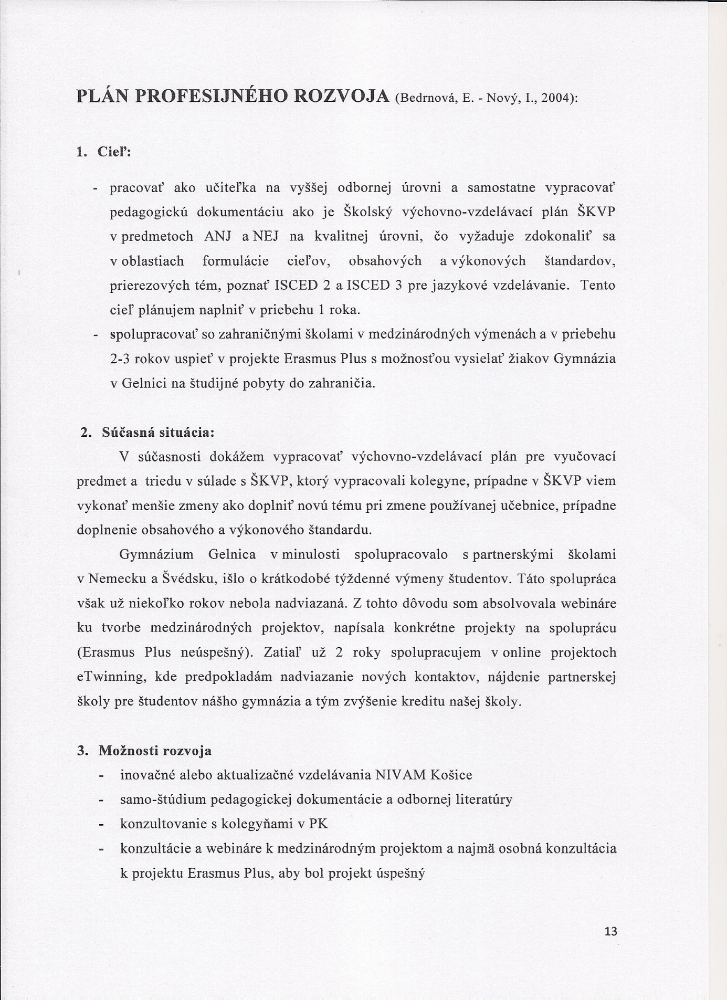 PLÁN PROFESIJNÉHO ROZVOJA (Bedrnová, E. - Nový, I., 2004):
1. Cieľ:
- pracovať ako učiteľka na vyššej odbornej úrovni a samostatne vypracovať
pedagogickú dokumentáciu ako je Školský výchovno-vzdelávací plán ŠKVP
v predmetoch ANJ a NEJ na kvalitnej úrovni, čo vyžaduje zdokonaliť sa
v oblastiach formulácie cieľov, obsahových a výkonových štandardov,
prierezových tém, poznať ISCED 2 a ISCED 3 pre jazykové vzdelávanie. Tento
cieľ plánujem naplniť v priebehu 1 roka.
- spolupracovať so zahraničnými školami v medzinárodných výmenách a v priebehu
2-3 rokov uspieť v projekte Erasmus Plus s možnosťou vysielať žiakov Gymnázia
v Gelnici na študijné pobyty do zahraničia.
2. Súčasná situácia:
V súčasnosti dokážem vypracovať výchovno-vzdelávací plán pre vyučovací
predmet a triedu v súlade s ŠKVP, ktorý vypracovali kolegyne, prípadne v ŠKVP viem
vykonať menšie zmeny ako doplniť novú tému pri zmene používanej učebnice, prípadne
doplnenie obsahového a výkonového štandardu.
Gymnázium Gelnica v minulosti spolupracovalo s partnerskými školami
v Nemecku a Švédsku, išlo o krátkodobé týždenné výmeny študentov. Táto spolupráca
však už niekoľko rokov nebola nadviazaná. Z tohto dôvodu som absolvovala webináre
ku tvorbe medzinárodných projektov, napísala konkrétne projekty na spoluprácu
(Erasmus Plus neúspešný). Zatiaľ už 2 roky spolupracujem v online projektoch
eTwinning, kde predpokladám nadviazanie nových kontaktov, nájdenie partnerskej
školy pre študentov nášho gymnázia a tým zvýšenie kreditu našej školy.
3. Možnosti rozvoja
- inovačné alebo aktualizačné vzdelávania NIVAM Košice
- samo-štúdium pedagogickej dokumentácie a odbornej literatúry
- konzultovanie s kolegyňami v PK
- konzultácie a webináre k medzinárodným projektom a najmä osobná konzultácia
k projektu Erasmus Plus, aby bol projekt úspešný
13